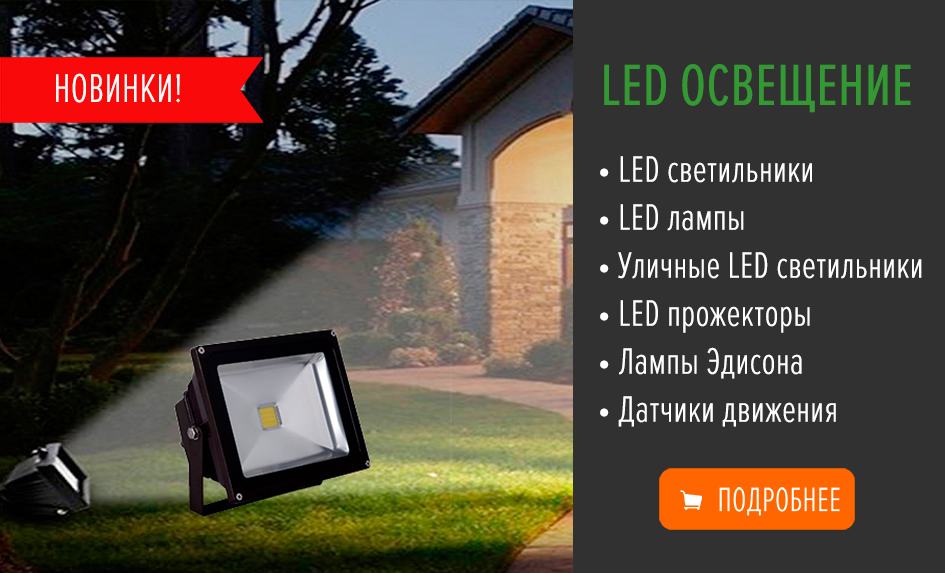 НОВИНКИ!
LED ОСВЕЩЕНИЕ
• LED светильники
• LED лампы
• Уличные LED светильники
• LED прожекторы
• Лампы Эдисона
• Датчики движения
ПОДРОБНЕЕ